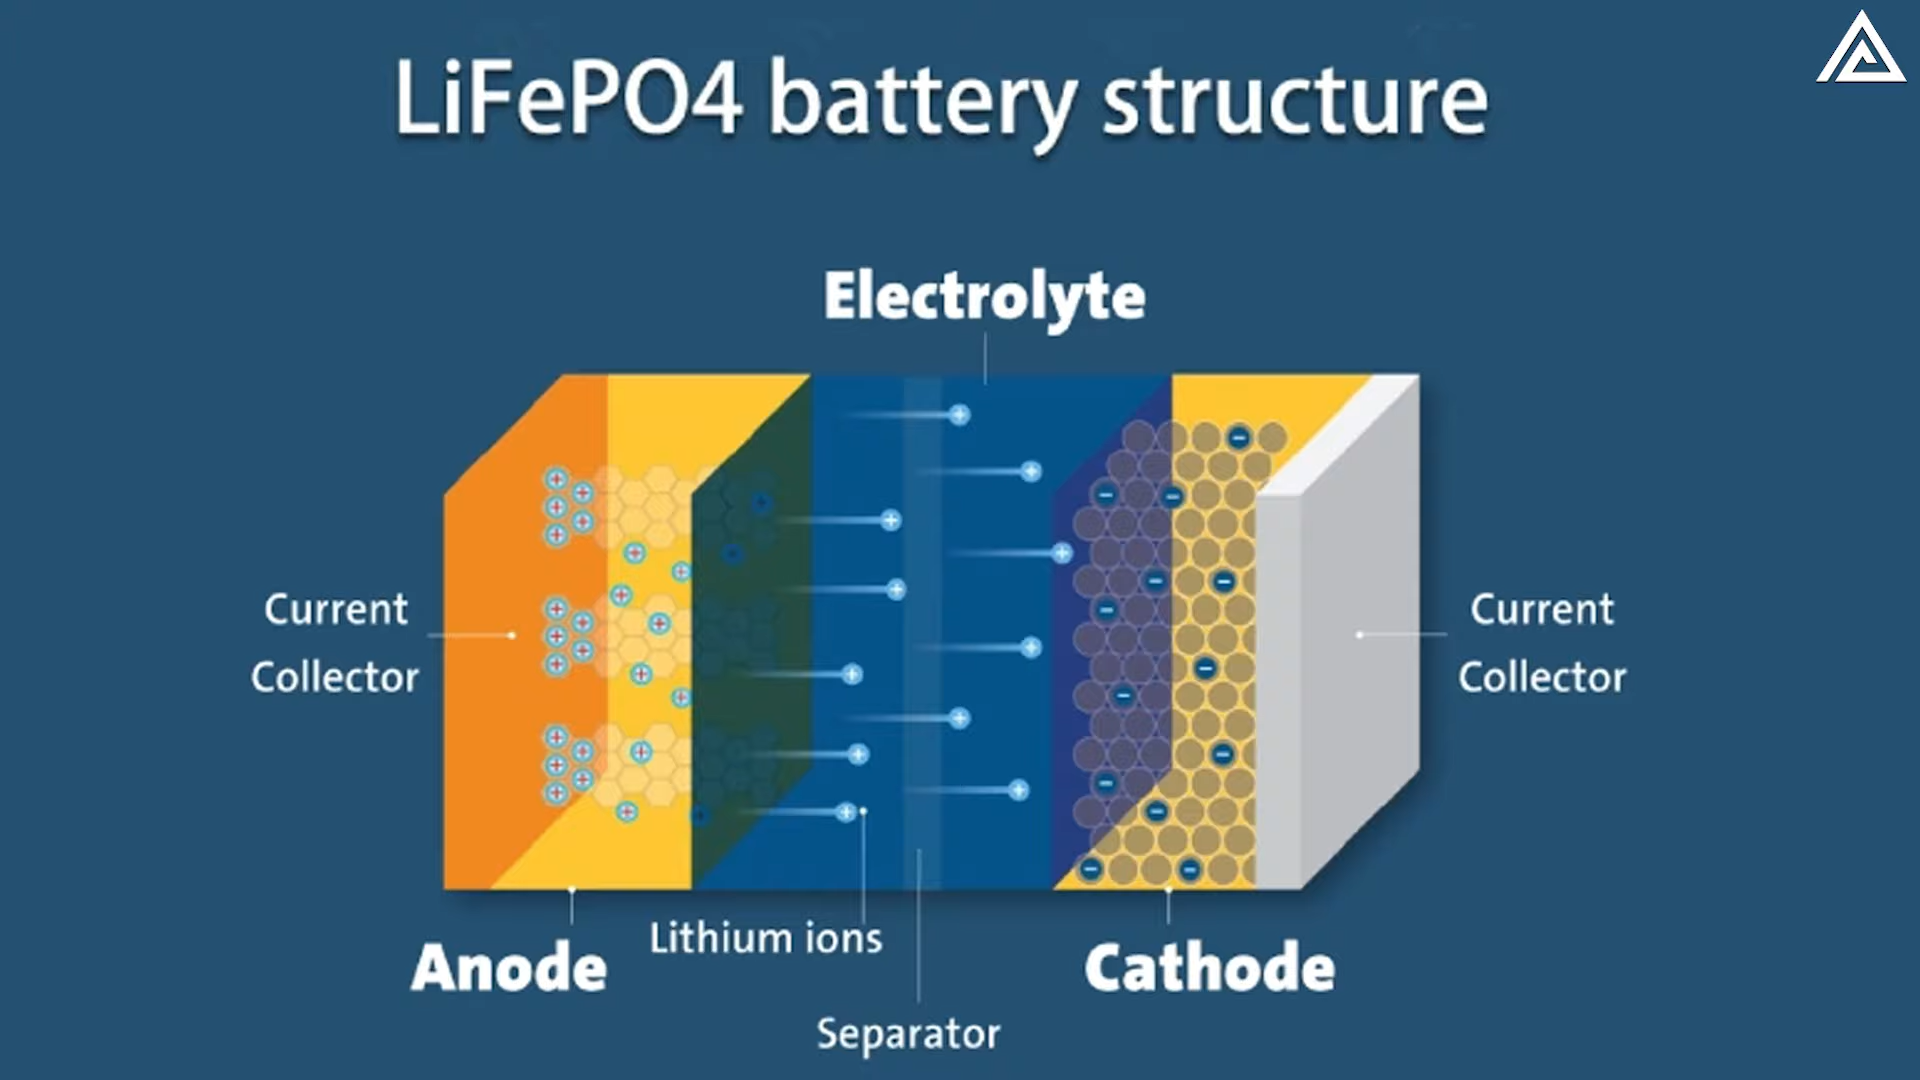 LiFePO4 battery structure
Electrolyte
Current
Collector
Current
Collector
Lithium ions
Anode
Cathode
Separator